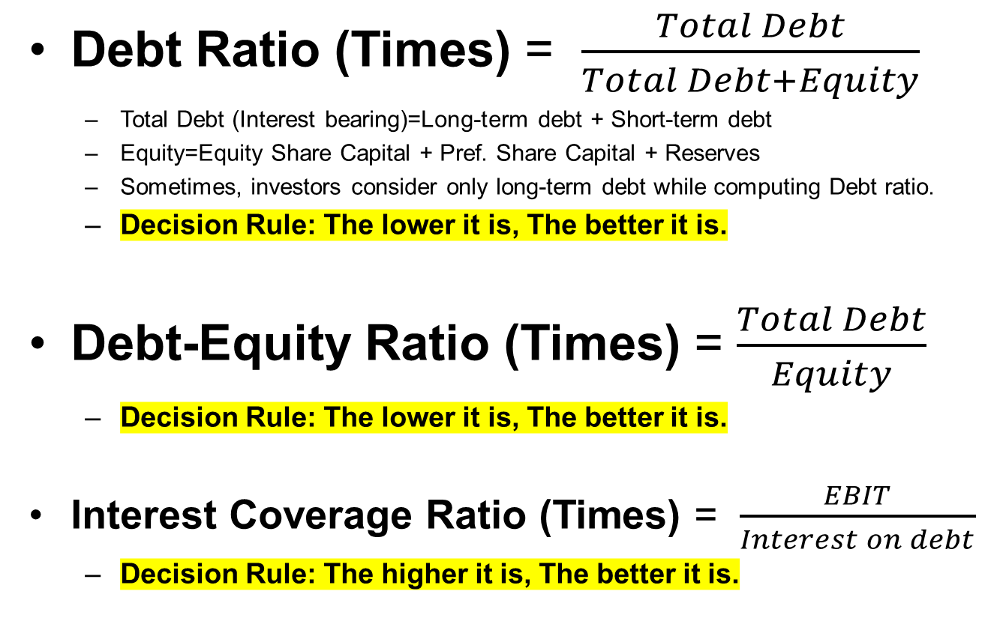 • Debt Ratio (Times) = Total Debt
Total Debt+Equity
– Total Debt (Interest bearing)=Long-term debt + Short-term debt
– Equity=Equity Share Capital + Pref. Share Capital + Reserves
– Sometimes, investors consider only long-term debt while computing Debt ratio.
– Decision Rule: The lower it is, The better it is.
• Debt-Equity Ratio (Times) = Total Debt
Equity
– Decision Rule: The lower it is, The better it is.
• Interest Coverage Ratio (Times) = EBIT
Interest on debt
– Decision Rule: The higher it is, The better it is.